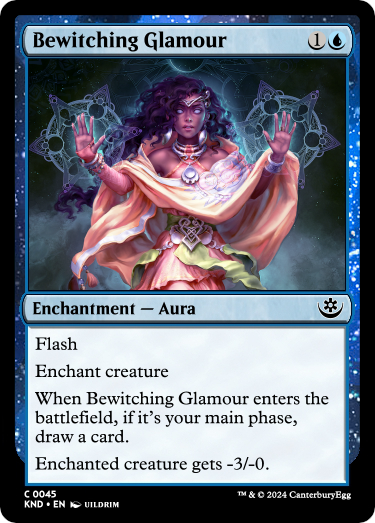 Bewitching Glamour 1
Enchantment — Aura
Flash
Enchant creature
When Bewitching Glamour enters the
battlefield, if it's your main phase,
draw a card.
Enchanted creature gets -3/-0.
C 0045
KND • EN UILDRIM
™ & © 2024 CanterburyEgg